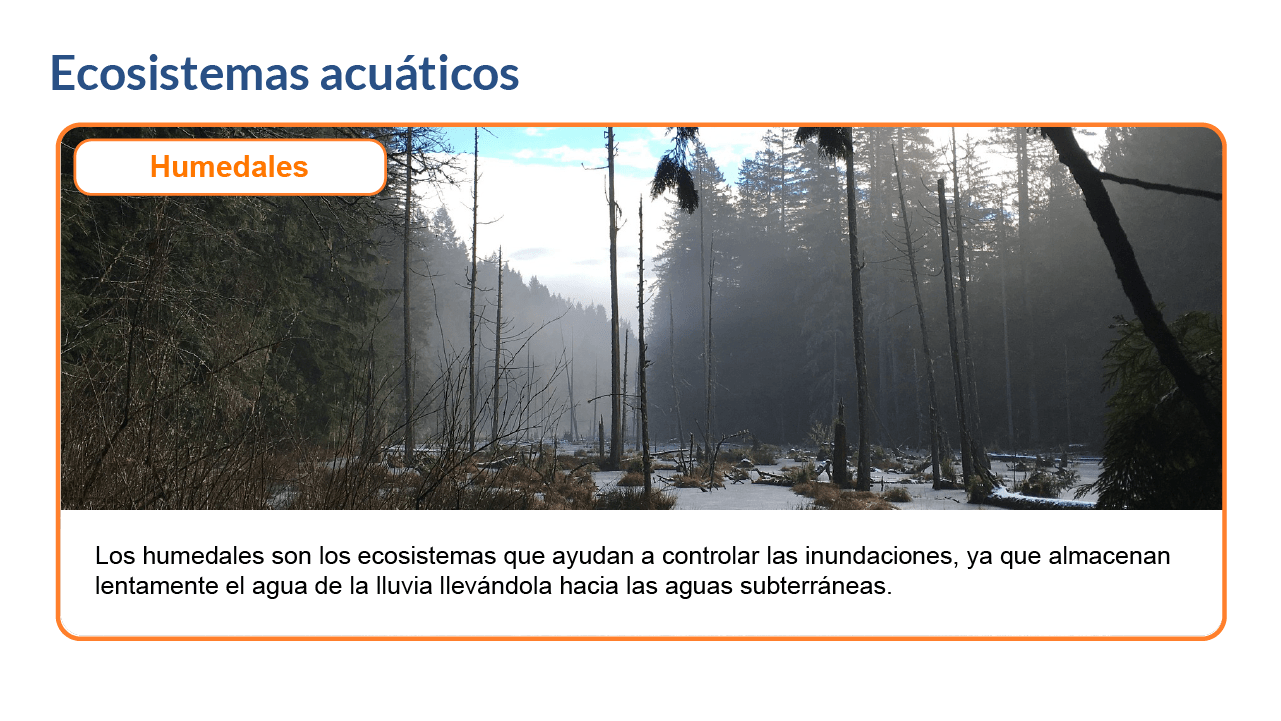 Ecosistemas acuáticos
Humedales
Los humedales son los ecosistemas que ayudan a controlar las inundaciones, ya que almacenan
lentamente el agua de la lluvia llevándola hacia las aguas subterráneas.